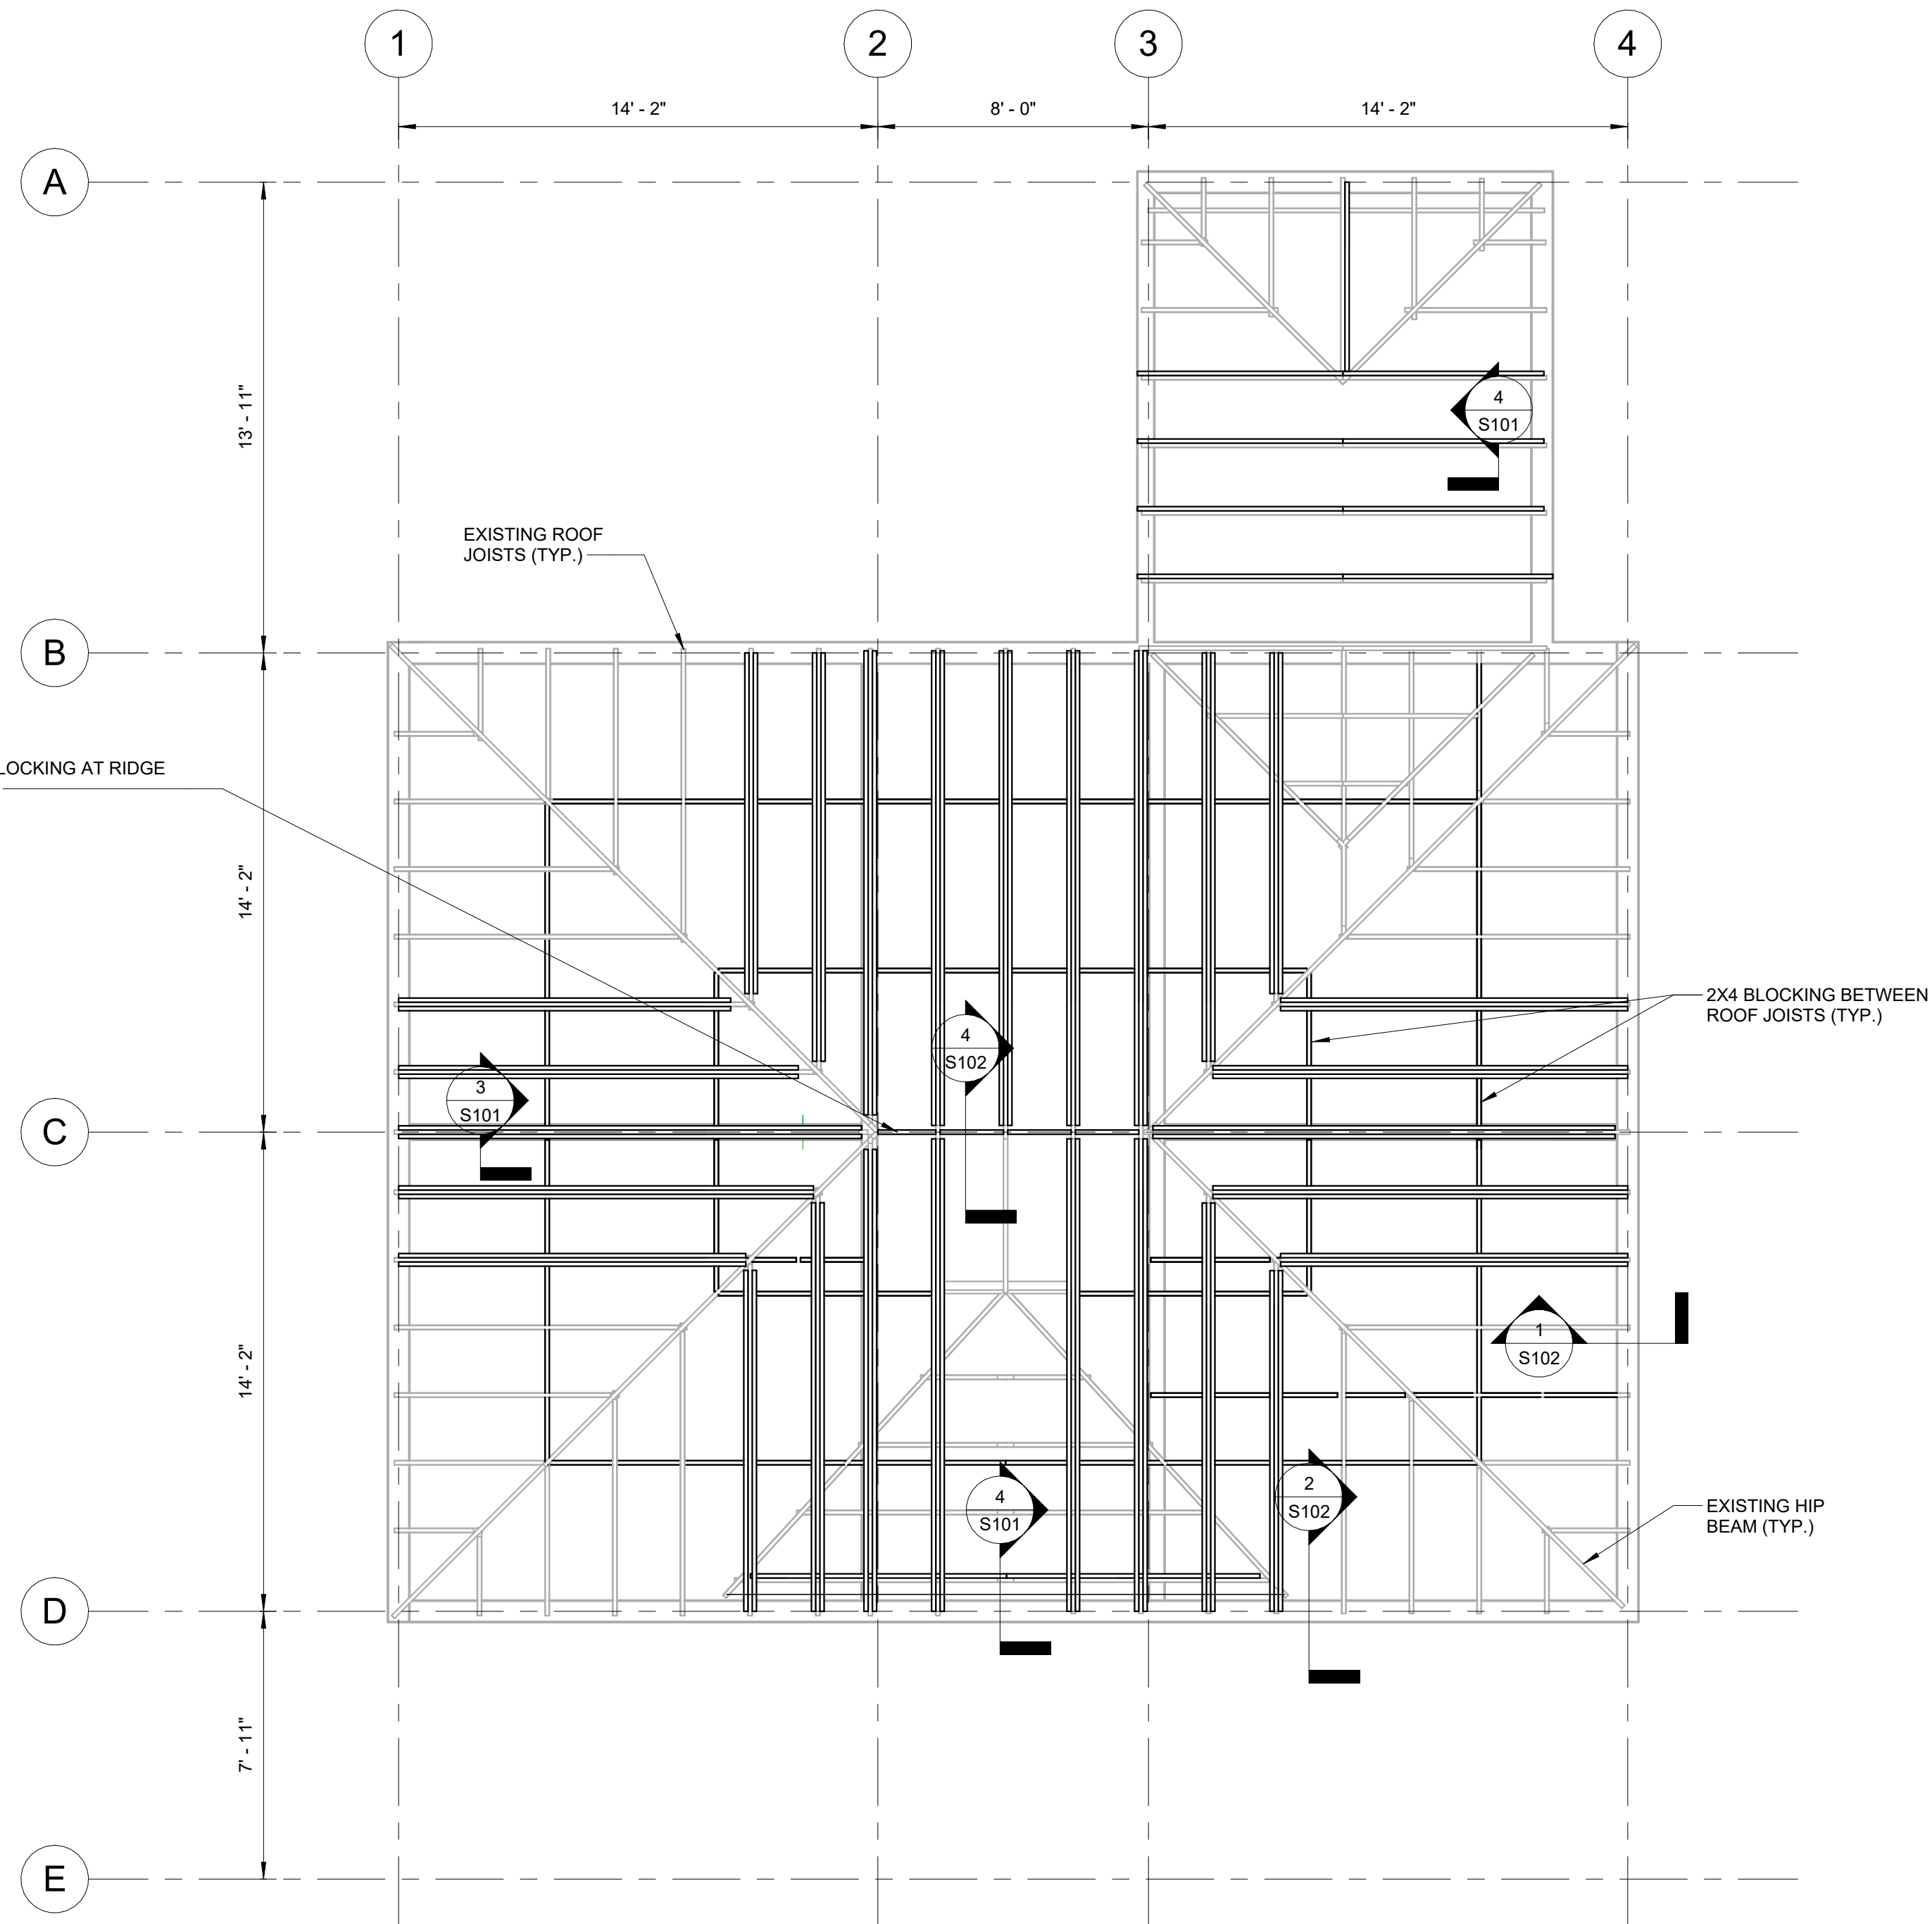 1
2
3
4
14' - 2"
8' - 0"
14' - 2"
A
13' - 11"
4
S101
EXISTING ROOF
JOISTS (TYP.)
B
LOCKING AT RIDGE
14' - 2"
2X4 BLOCKING BETWEEN
ROOF JOISTS (TYP.)
4
S102
3
S101
C
14' - 2"
1
S102
2
S102
4
S101
EXISTING HIP
BEAM (TYP.)
D
7' - 11"
E